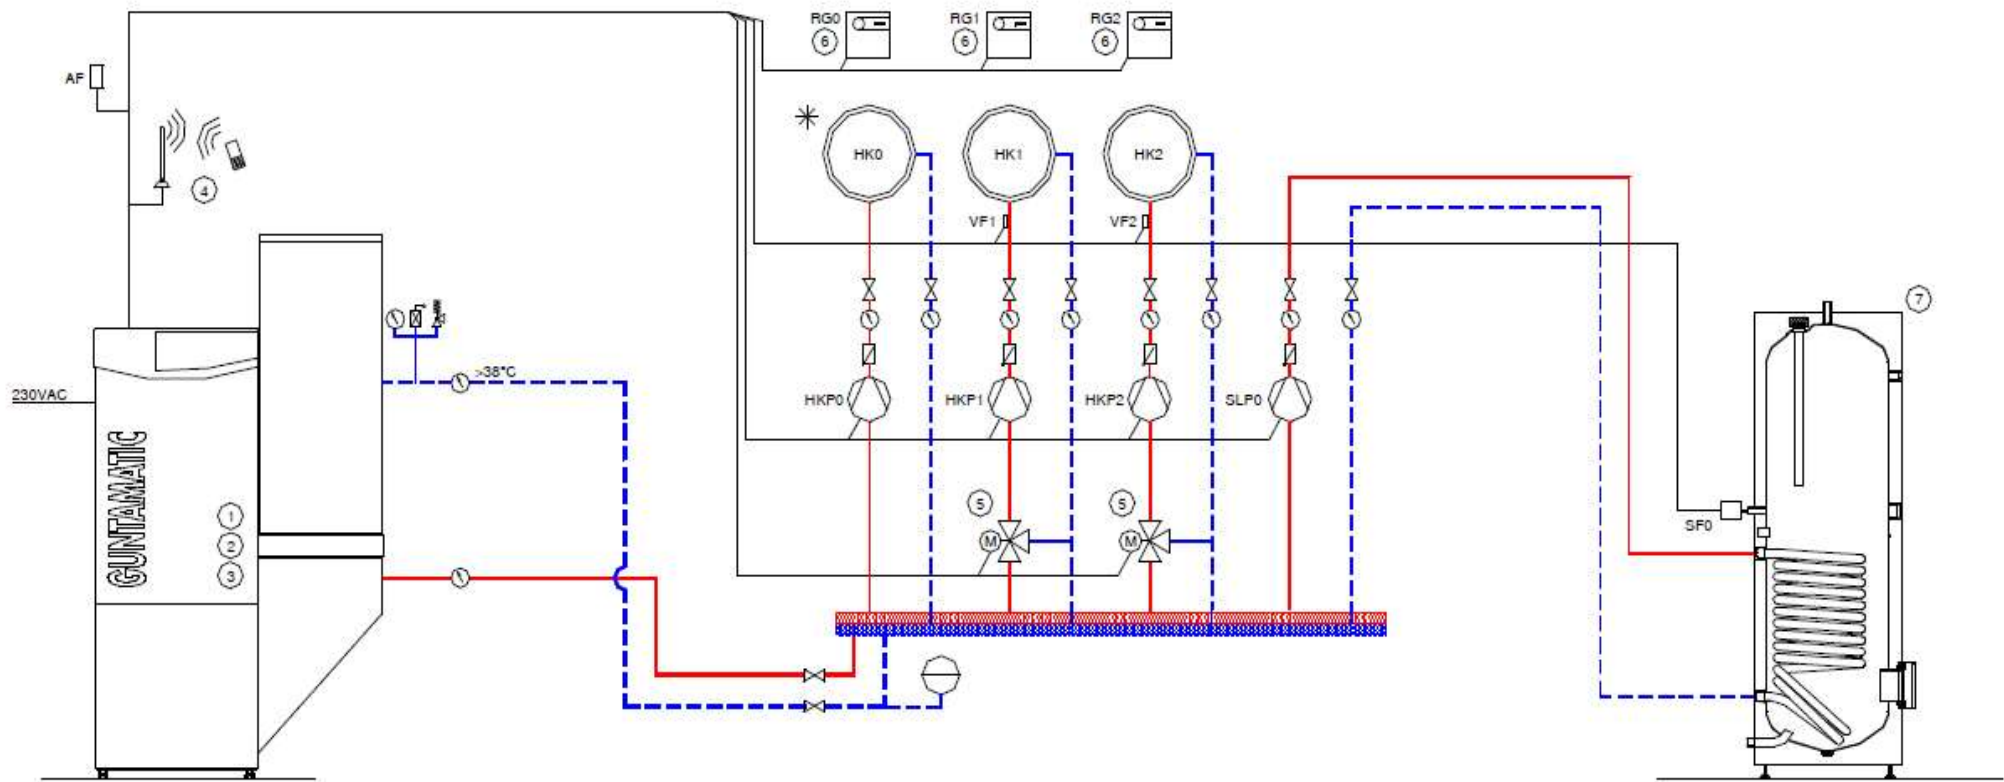 RG0
RG1
RG2
6
6
6
AF
4
HK0
HK1
HK2
VF1
VF2
7
>38°C
230VAC
HKP0
HKP1
HKP2
SLP0
GUNTAMATIC
1
2
3
5
5
M
M
SF0